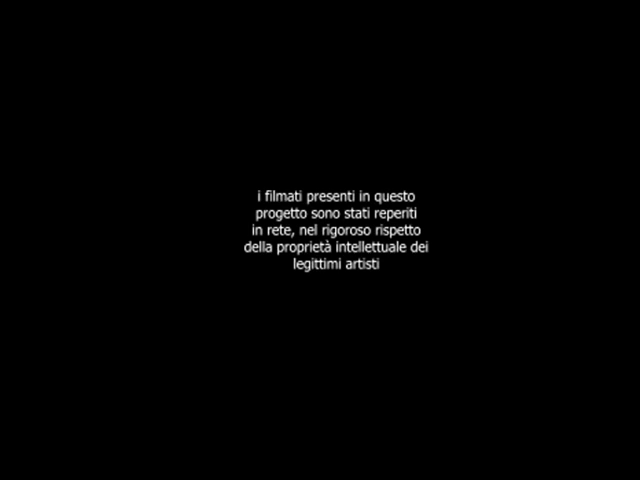 i filmati presenti in questo
progetto sono stati reperiti
in rete, nel rigoroso rispetto
della proprietà intellettuale dei
legittimi artisti